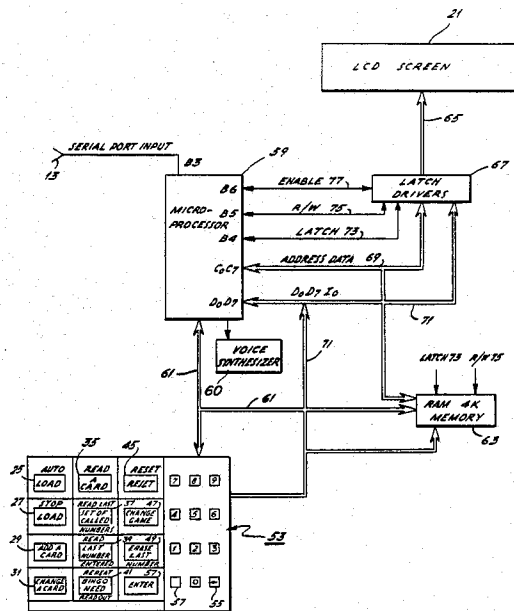 21
LCD SCREEN
65
SERIAL PORT INPUT
13
B3
59
67
MICRO-
PROCESSOR
B6
ENABLE 77
LATCH
DRIVERS
B5
R/W 75
B4
LATCH 73
C0C7
ADDRESS DATA
69
D0D7
D0D7 I0
71
61
VOICE
SYNTHESIZER
60
71
LATCH 73
R/W 75
61
RAM 4K
MEMORY
63
35
45
AUTO
LOAD
25
READ
A
CARD
RESET
RESET
7 8 9
STOP
LOAD
27
READ LAST
SET OF
CALLED
NUMBERS
37
47
CHANGE
GAME
4 5 6
53
ADD A
CARD
29
READ
LAST
NUMBER
ENTERED
39
49
ERASE
LAST
NUMBER
1 2 3
CHANGE
A CARD
31
REPEAT
BINGO
NEED
READOUT
41
57
ENTER
0
57
55